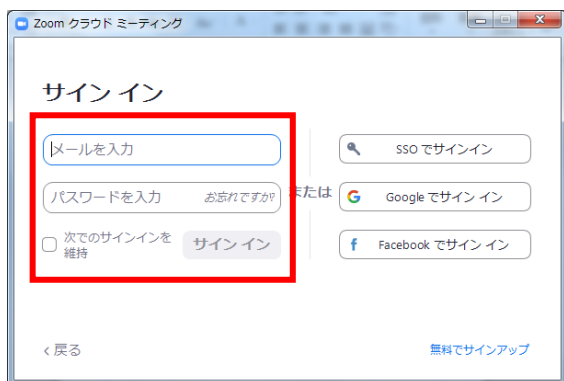 Zoom クラウド ミーティング
サイン イン
メールを入力
パスワードを入力 お忘れですか?
次でのサインインを
維持
サイン イン
または
SSO でサインイン
Google でサイン イン
Facebook でサイン イン
戻る
無料でサインアップ